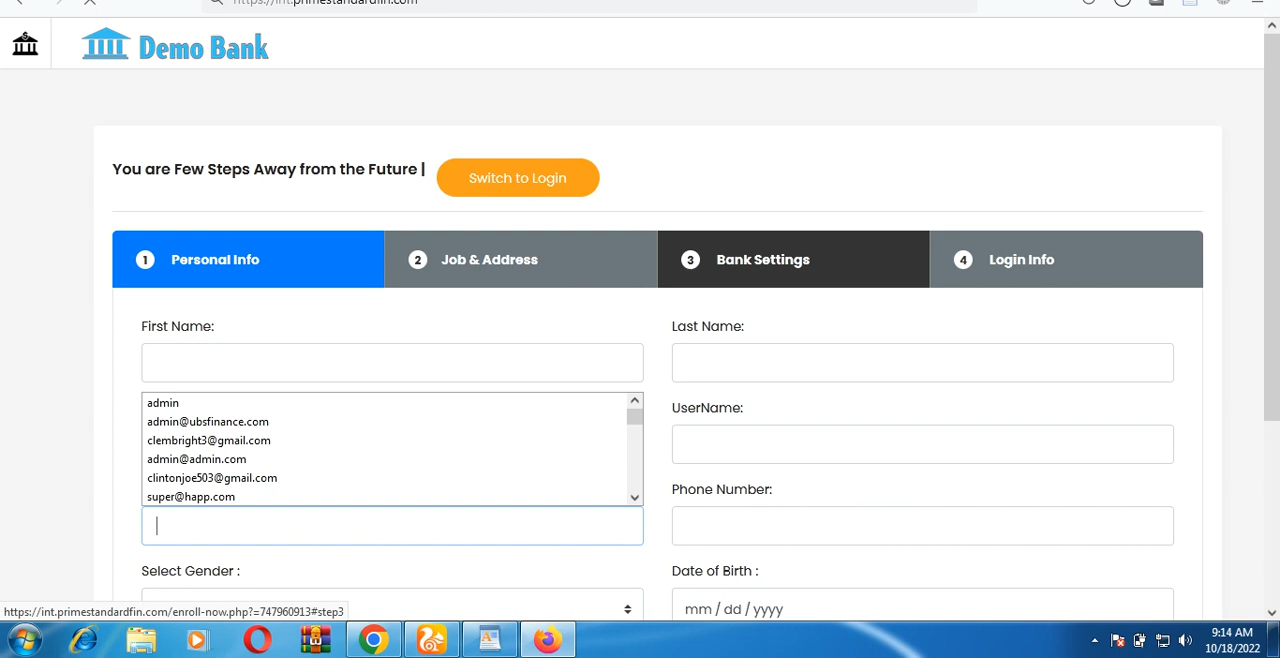 https://int.primestandardfin.com
Demo Bank
You are Few Steps Away from the Future |
Switch to Login
1 Personal Info
2 Job & Address
3 Bank Settings
4 Login Info
First Name:
Last Name:
admin
admin@ubsfinance.com
clembright3@gmail.com
admin@admin.com
clintonjoe503@gmail.com
super@happ.com
UserName:
Phone Number:
Select Gender :
Date of Birth :
mm / dd / yyyy
https://int.primestandardfin.com/enroll-now.php?=747960913#step3
9:14 AM
10/18/2022